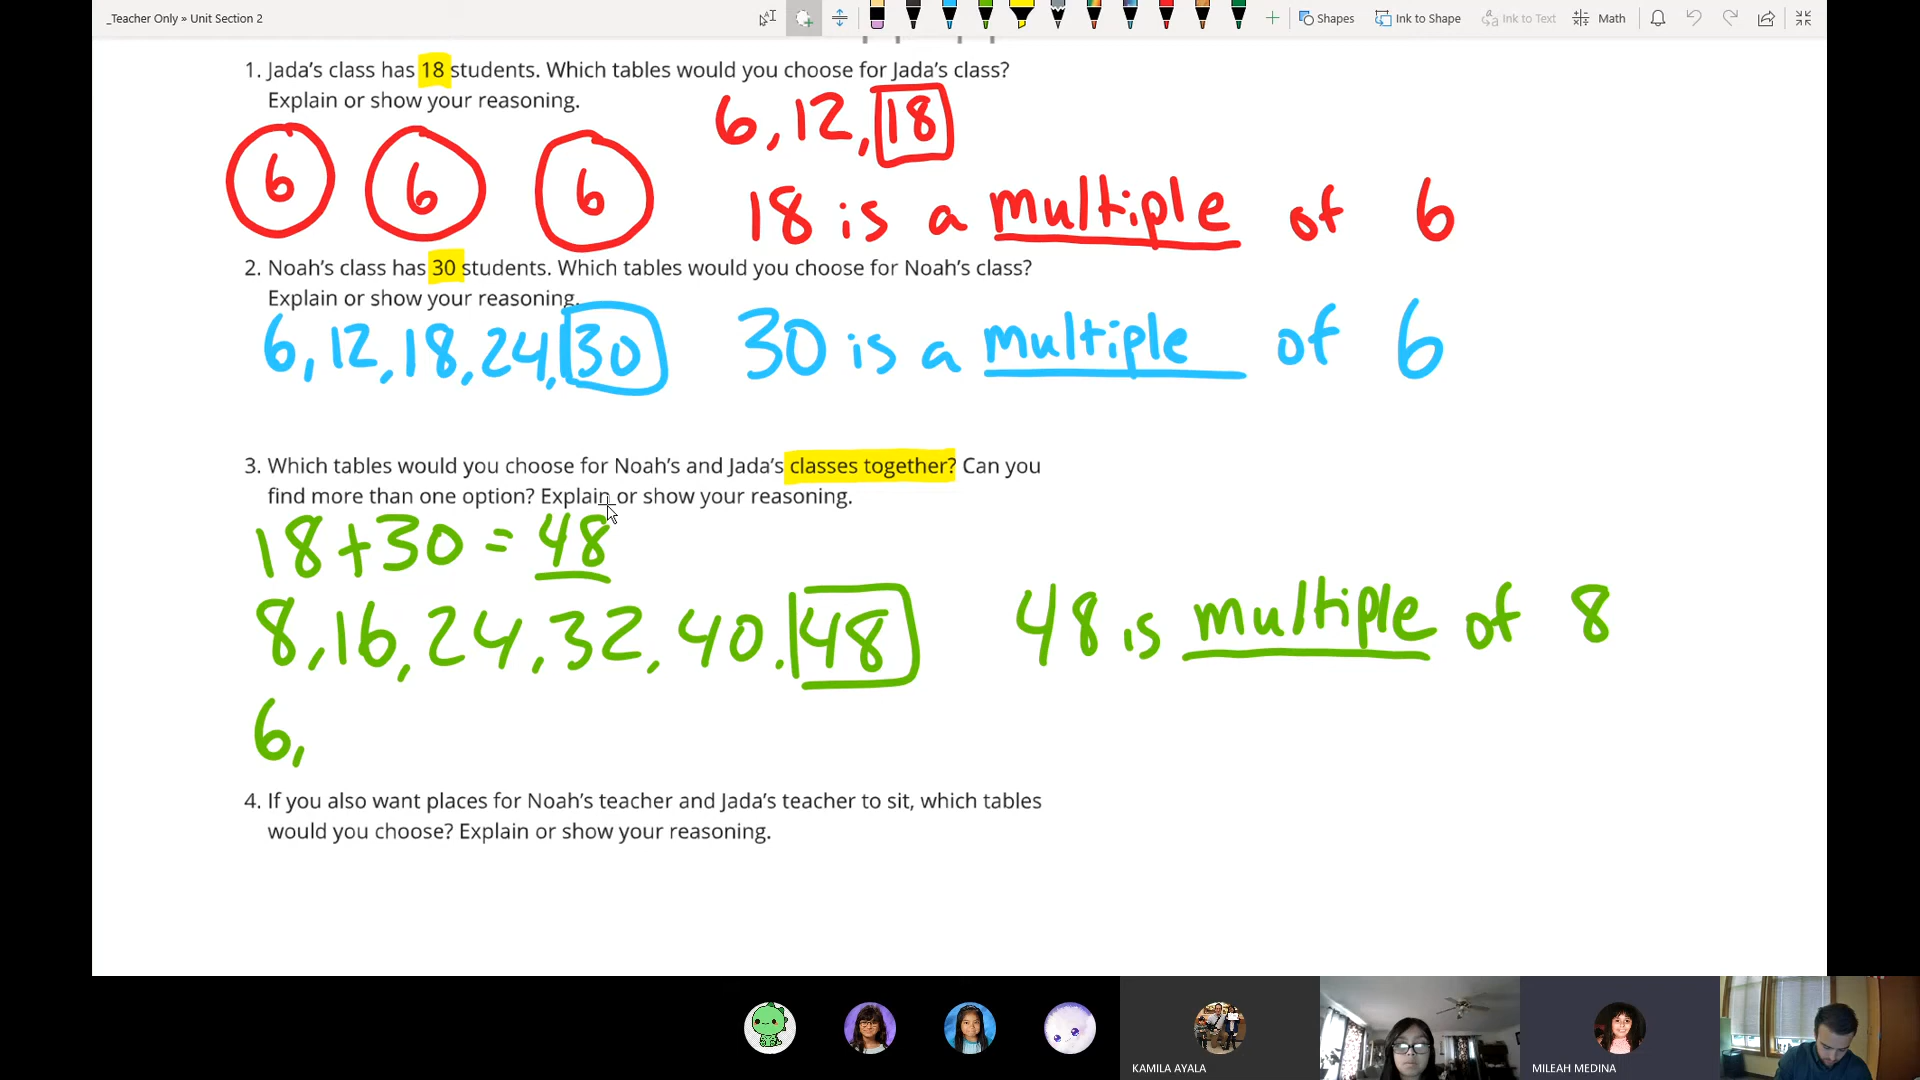 _Teacher Only » Unit Section 2
Shapes
Ink to Shape
Ink to Text
Math
1. Jada's class has 18 students. Which tables would you choose for Jada's class?
Explain or show your reasoning.
6, 12, 18
6 6 6
18 is a multiple of 6
2. Noah's class has 30 students. Which tables would you choose for Noah's class?
Explain or show your reasoning.
6, 12, 18, 24, 30
30 is a multiple of 6
3. Which tables would you choose for Noah's and Jada's classes together? Can you
find more than one option? Explain or show your reasoning.
18+30 = 48
8, 16, 24, 32, 40, 48
48 is multiple of 8
6,
4. If you also want places for Noah's teacher and Jada's teacher to sit, which tables
would you choose? Explain or show your reasoning.
KAMILA AYALA
MILEAH MEDINA